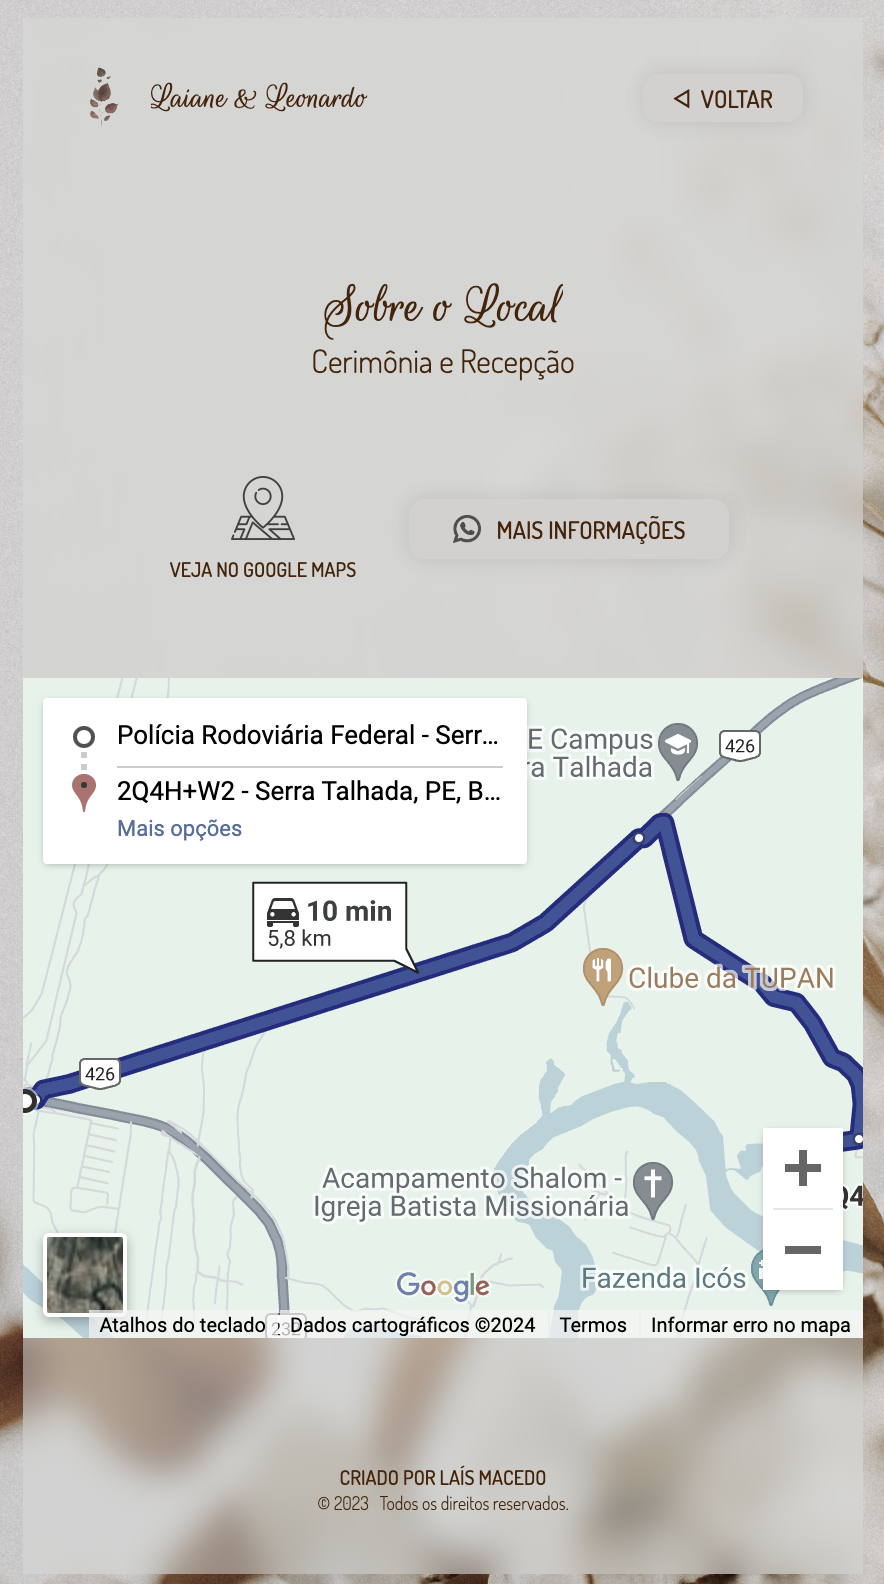 Laiane & Leonardo
VOLTAR
Sobre o Local
Cerimônia e Recepção
VEJA NO GOOGLE MAPS
MAIS INFORMAÇÕES
Polícia Rodoviária Federal - Serr...
2Q4H+W2 - Serra Talhada, PE, B...
Mais opções
E Campus
ra Talhada
426
10 min
5,8 km
Clube da TUPAN
426
Acampamento Shalom -
Igreja Batista Missionária
Q4
Fazenda Icós
Google
Atalhos do teclado Dados cartográficos ©2024 Termos Informar erro no mapa
CRIADO POR LAÍS MACEDO
© 2023 Todos os direitos reservados.